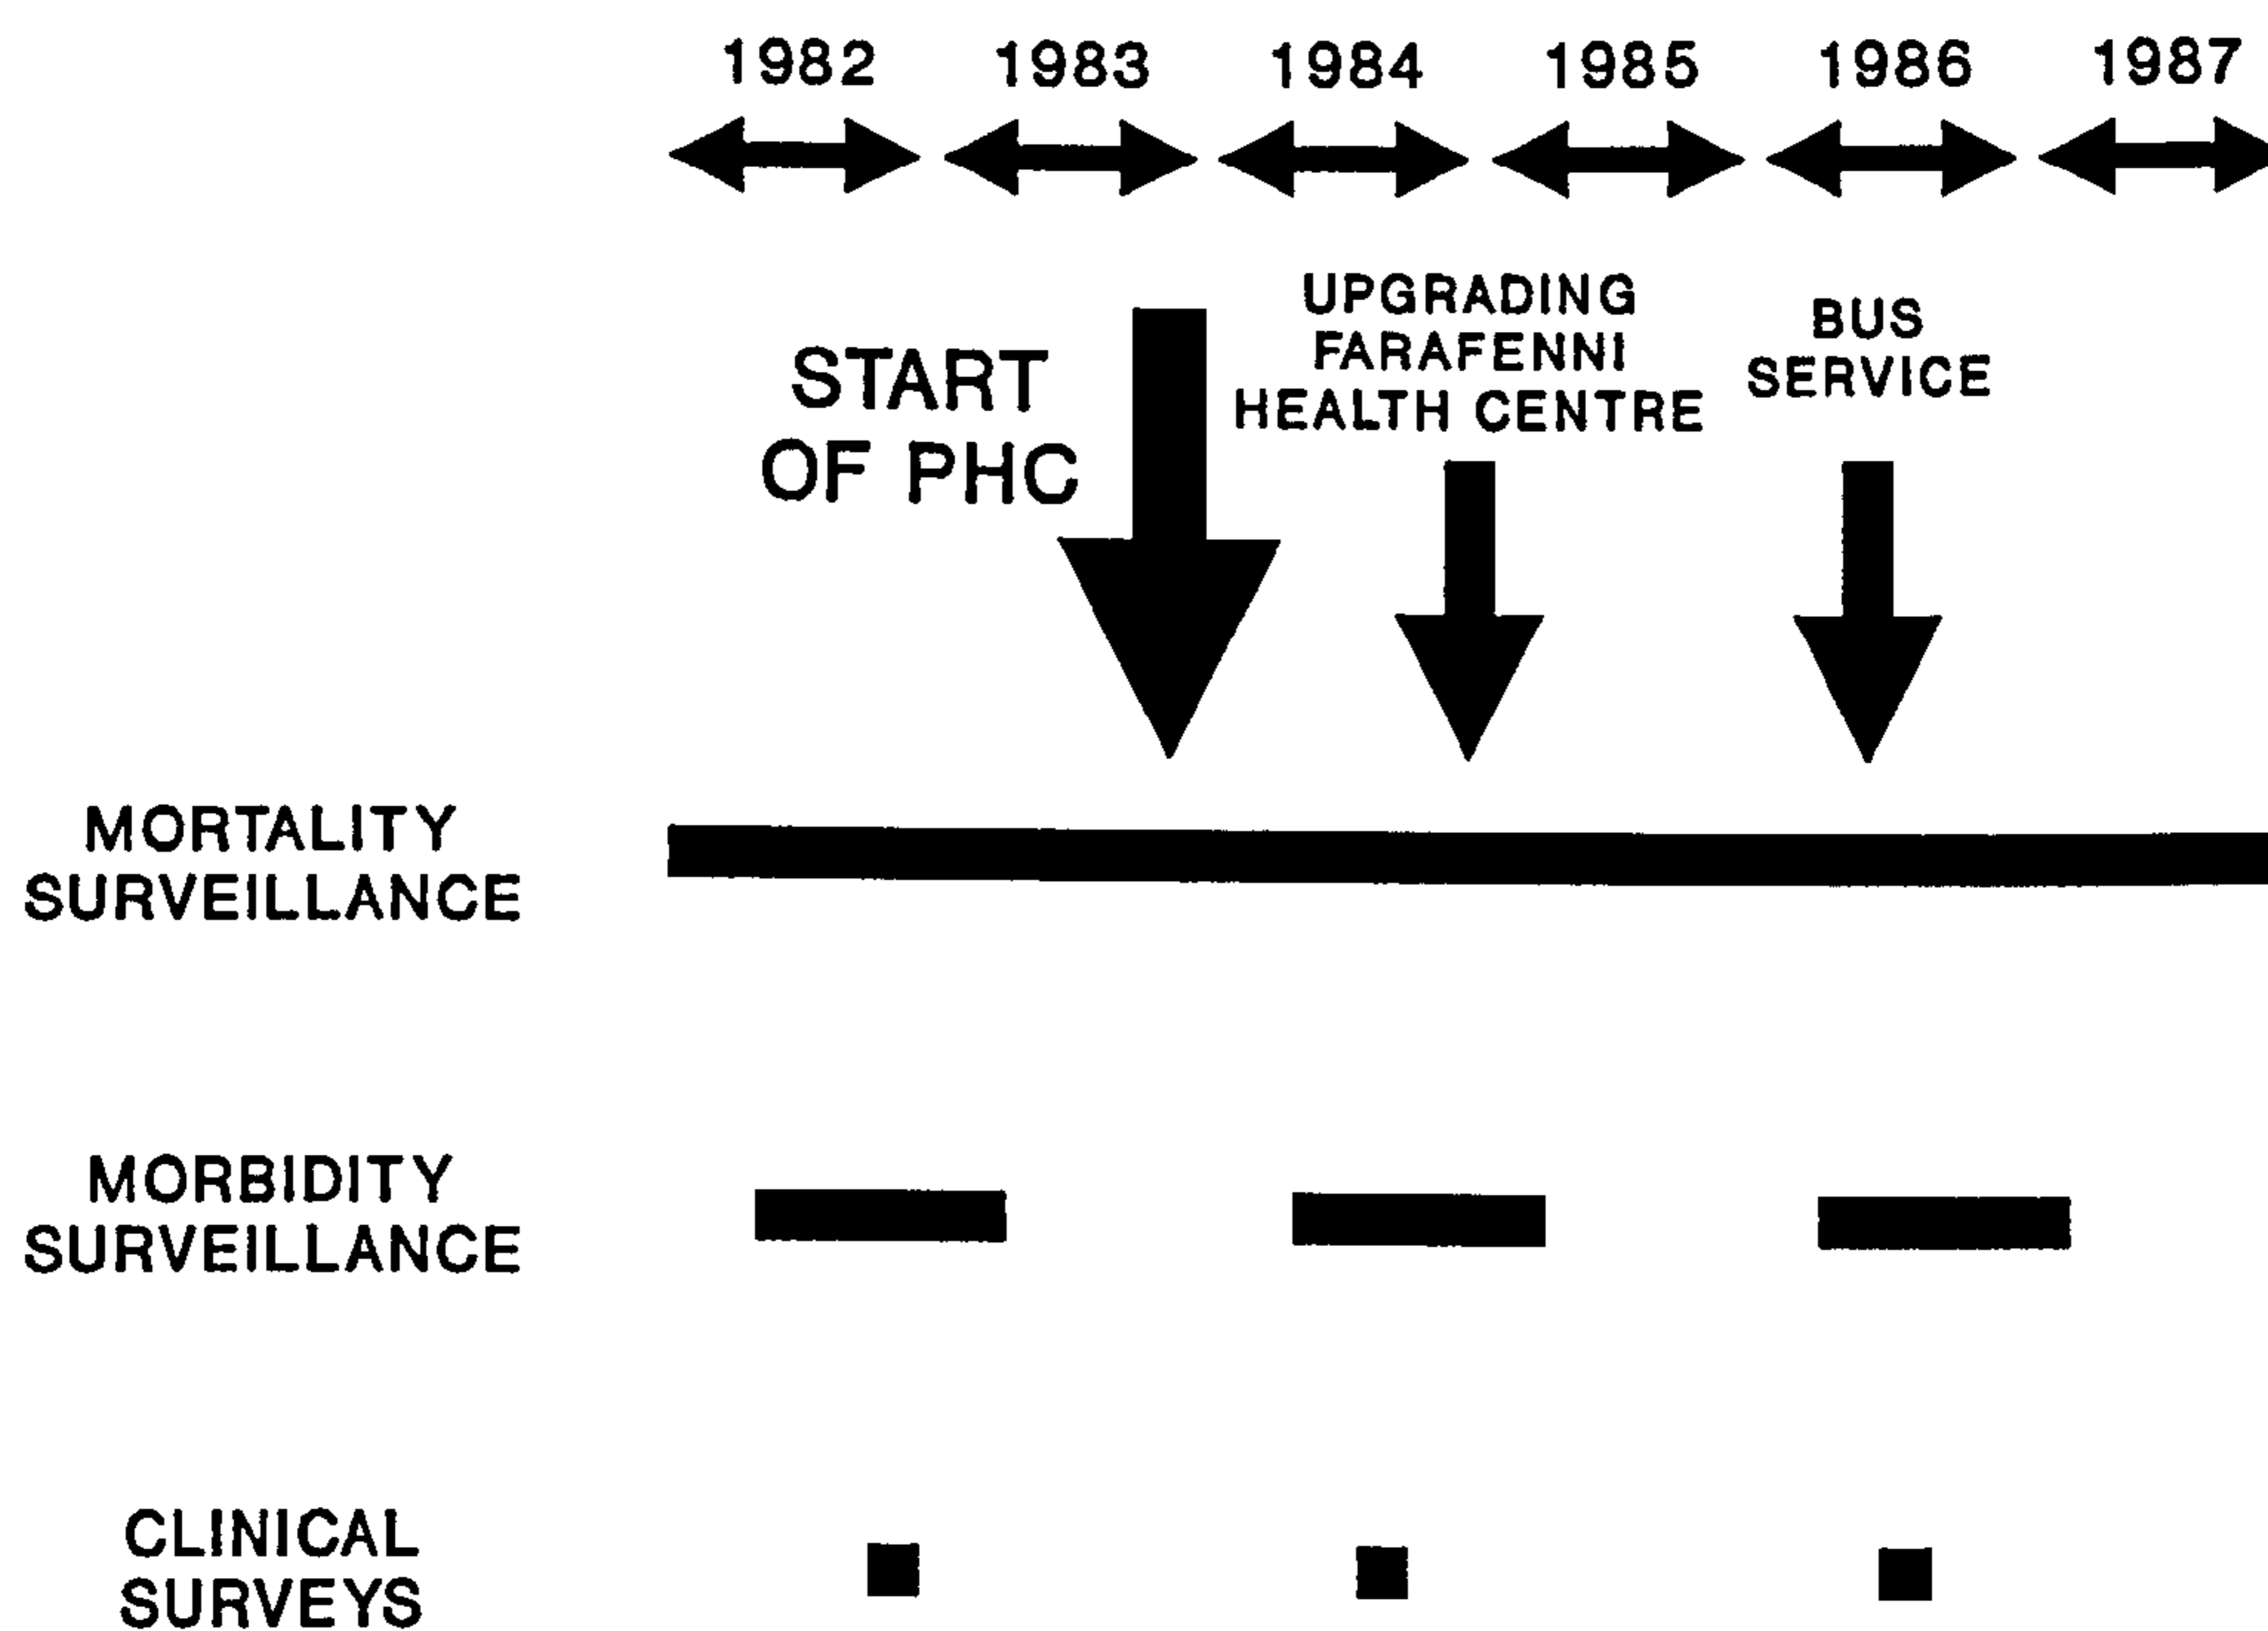 1982 1983 1984 1985 1986 1987
START
OF PHC
UPGRADING
FARAFENNI
HEALTH CENTRE
BUS
SERVICE
MORTALITY
SURVEILLANCE
MORBIDITY
SURVEILLANCE
CLINICAL
SURVEYS